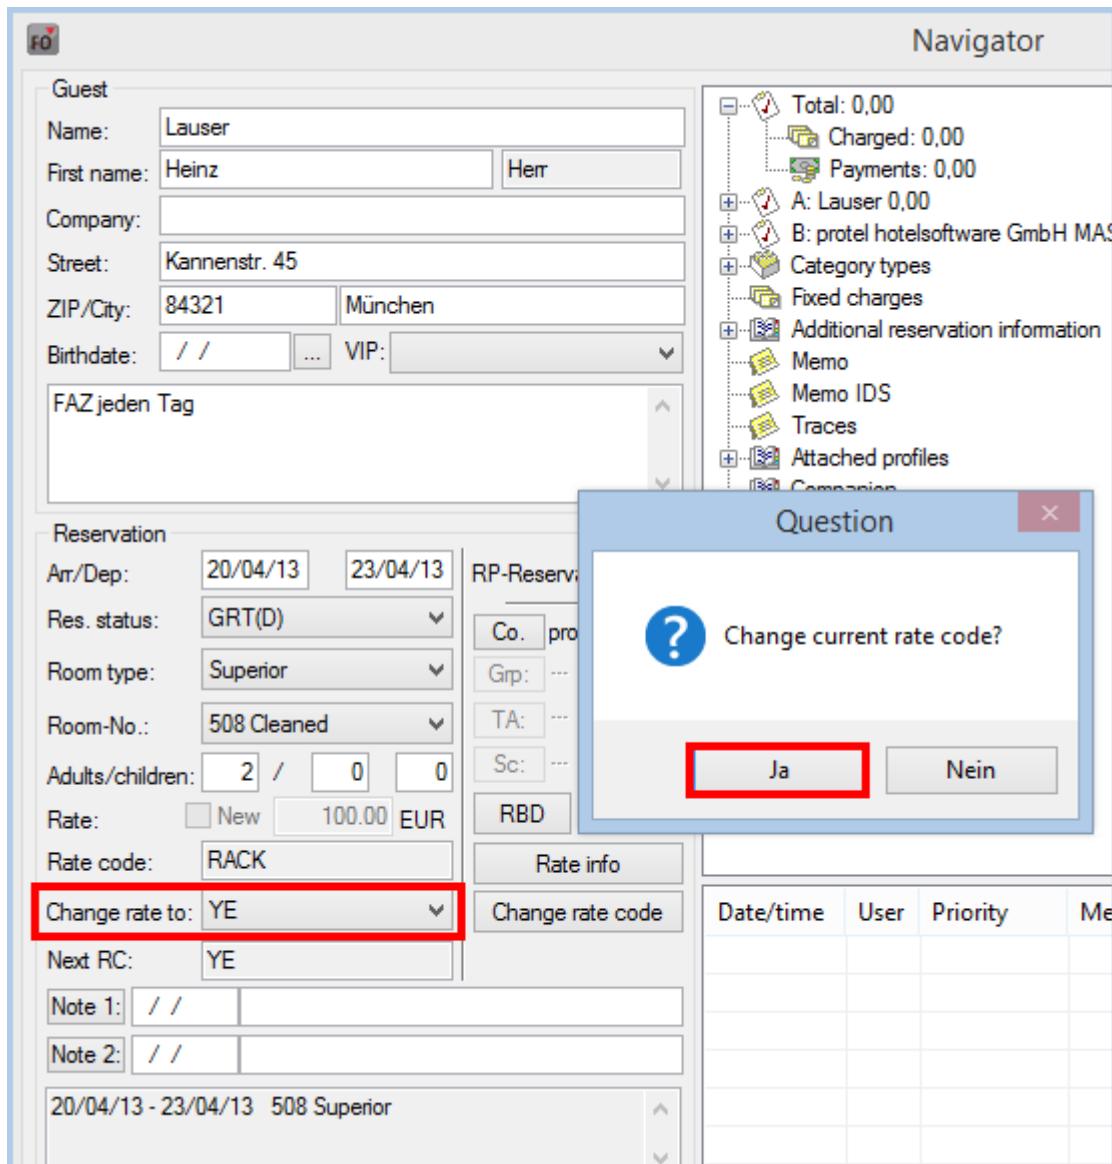 FO
Navigator
Guest
Name: Lauser
First name: Heinz Herr
Company:
Street: Kannenstr. 45
ZIP/City: 84321 München
Birthdate: / / ... VIP:
FAZ jeden Tag
Total: 0,00
Charged: 0,00
Payments: 0,00
A: Lauser 0,00
B: protel hotelsoftware GmbH MAS
Category types
Fixed charges
Additional reservation information
Memo
Memo IDS
Traces
Attached profiles
Companion
Reservation
Arr/Dep: 20/04/13 23/04/13 RP-Reserva
Res. status: GRT(D) Co. pro
Room type: Superior Grp: ---
Room-No.: 508 Cleaned TA: ---
Adults/children: 2 / 0 0 Sc: ---
Rate: New 100.00 EUR RBD
Rate code: RACK Rate info
Change rate to: YE Change rate code
Next RC: YE
Note 1: / /
Note 2: / /
20/04/13 - 23/04/13 508 Superior
Question
Change current rate code?
Ja Nein
Date/time User Priority Me